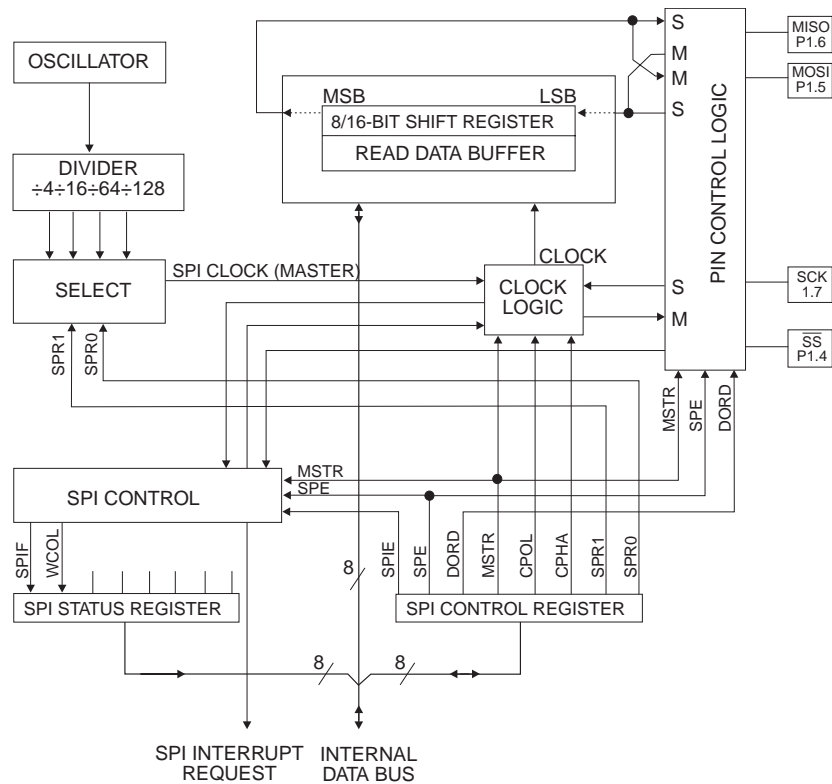 OSCILLATOR
DIVIDER
÷4÷16÷64÷128
SELECT
SPI CLOCK (MASTER)
SPR1
SPR0
MSB
LSB
8/16-BIT SHIFT REGISTER
READ DATA BUFFER
CLOCK
CLOCK
LOGIC
S
M
M
S
S
M
PIN CONTROL LOGIC
MISO
P1.6
MOSI
P1.5
SCK
1.7
SS
P1.4
MSTR
SPE
DORD
SPI CONTROL
MSTR
SPE
SPIF
WCOL
SPIE
SPE
DORD
MSTR
CPOL
CPHA
SPR1
SPR0
8
SPI STATUS REGISTER
SPI CONTROL REGISTER
8
8
SPI INTERRUPT
REQUEST
INTERNAL
DATA BUS